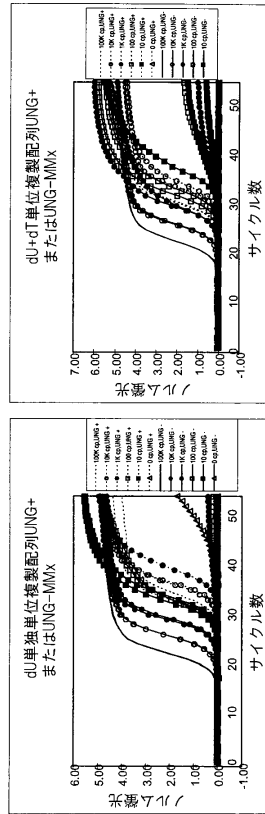 dU単独単位複製配列UNG+
またはUNG-MMx
ノルム蛍光
7.00
6.00
5.00
4.00
3.00
2.00
1.00
0.00
-1.00
0
10
20
30
40
50
サイクル数
100K cp,UNG+
10K cp,UNG+
1K cp,UNG+
100 cp,UNG+
10 cp,UNG+
0 cp,UNG+
100K cp,UNG-
10K cp,UNG-
1K cp,UNG-
100 cp,UNG-
10 cp,UNG-
0 cp,UNG-
dU+dT単位複製配列UNG+
またはUNG-MMx
ノルム蛍光
7.00
6.00
5.00
4.00
3.00
2.00
1.00
0.00
-1.00
0
10
20
30
40
50
サイクル数
100K cp,UNG+
10K cp,UNG+
1K cp,UNG+
100 cp,UNG+
10 cp,UNG+
0 cp,UNG+
100K cp,UNG-
10K cp,UNG-
1K cp,UNG-
100 cp,UNG-
10 cp,UNG-